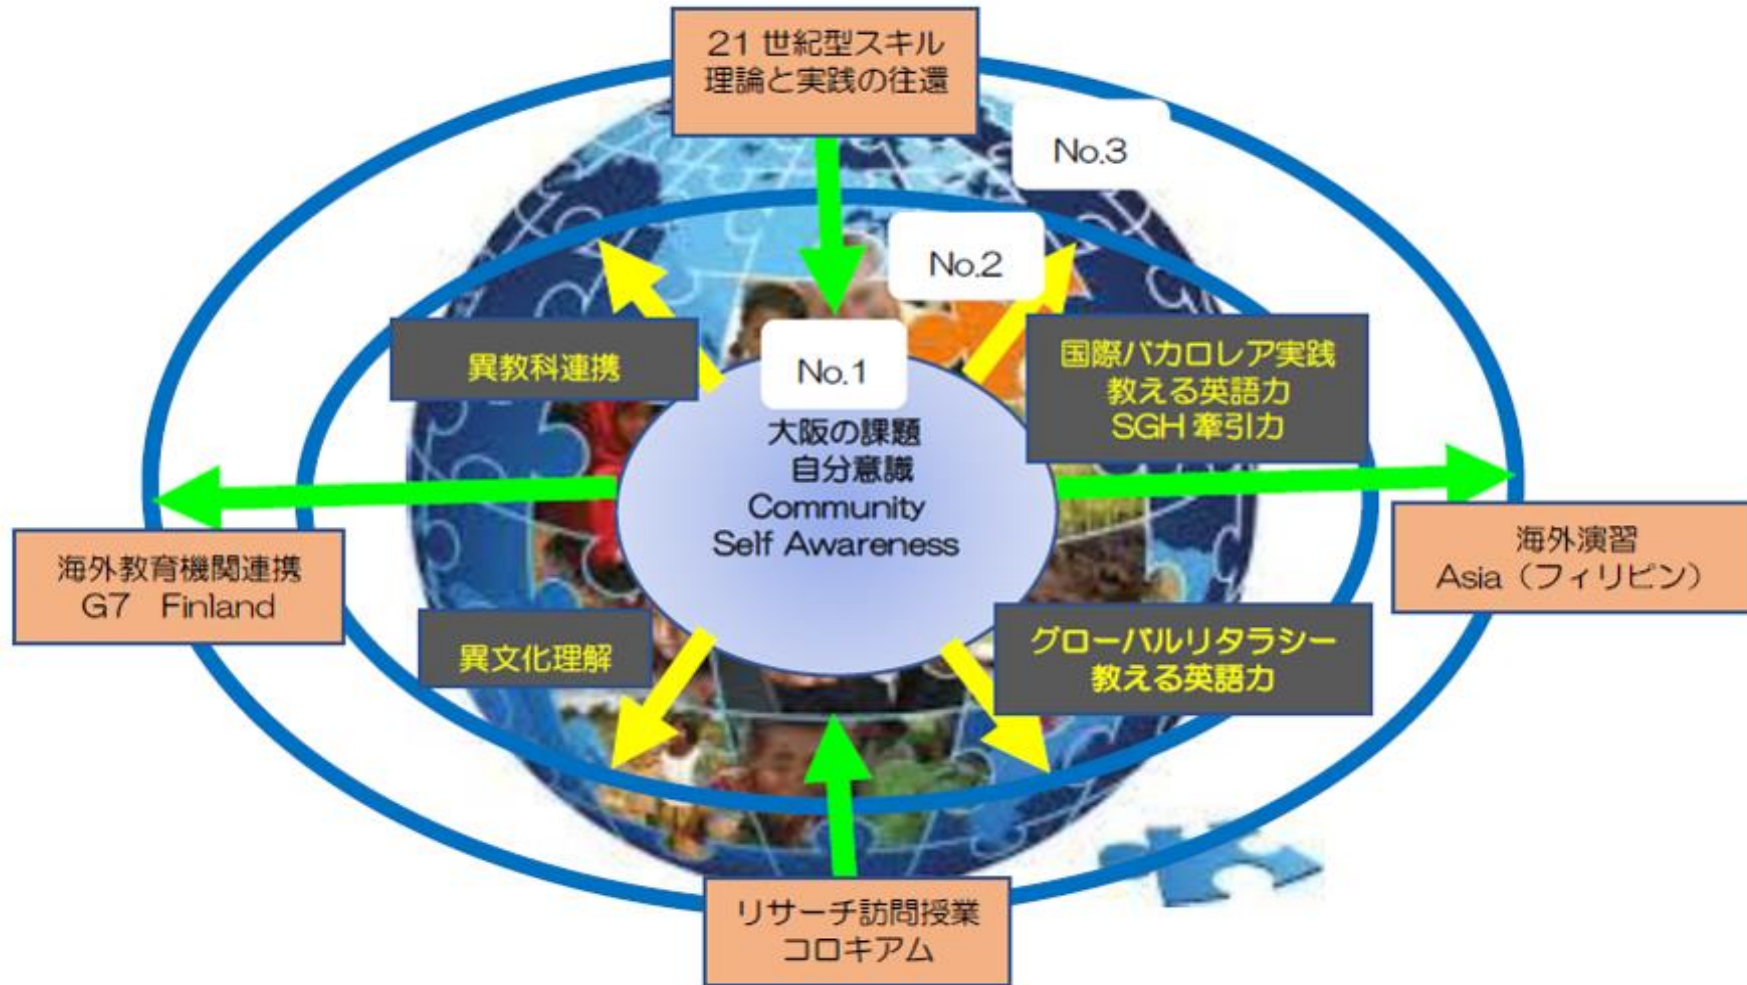 21 世紀型スキル
理論と実践の往還
No.3
No.2
異教科連携
No.1
国際バカロレア実践
教える英語力
SGH 牽引力
大阪の課題
自分意識
Community
Self Awareness
海外教育機関連携
G7 Finland
海外演習
Asia（フィリピン）
異文化理解
グローバルリタラシー
教える英語力
リサーチ訪問授業
コロキアム